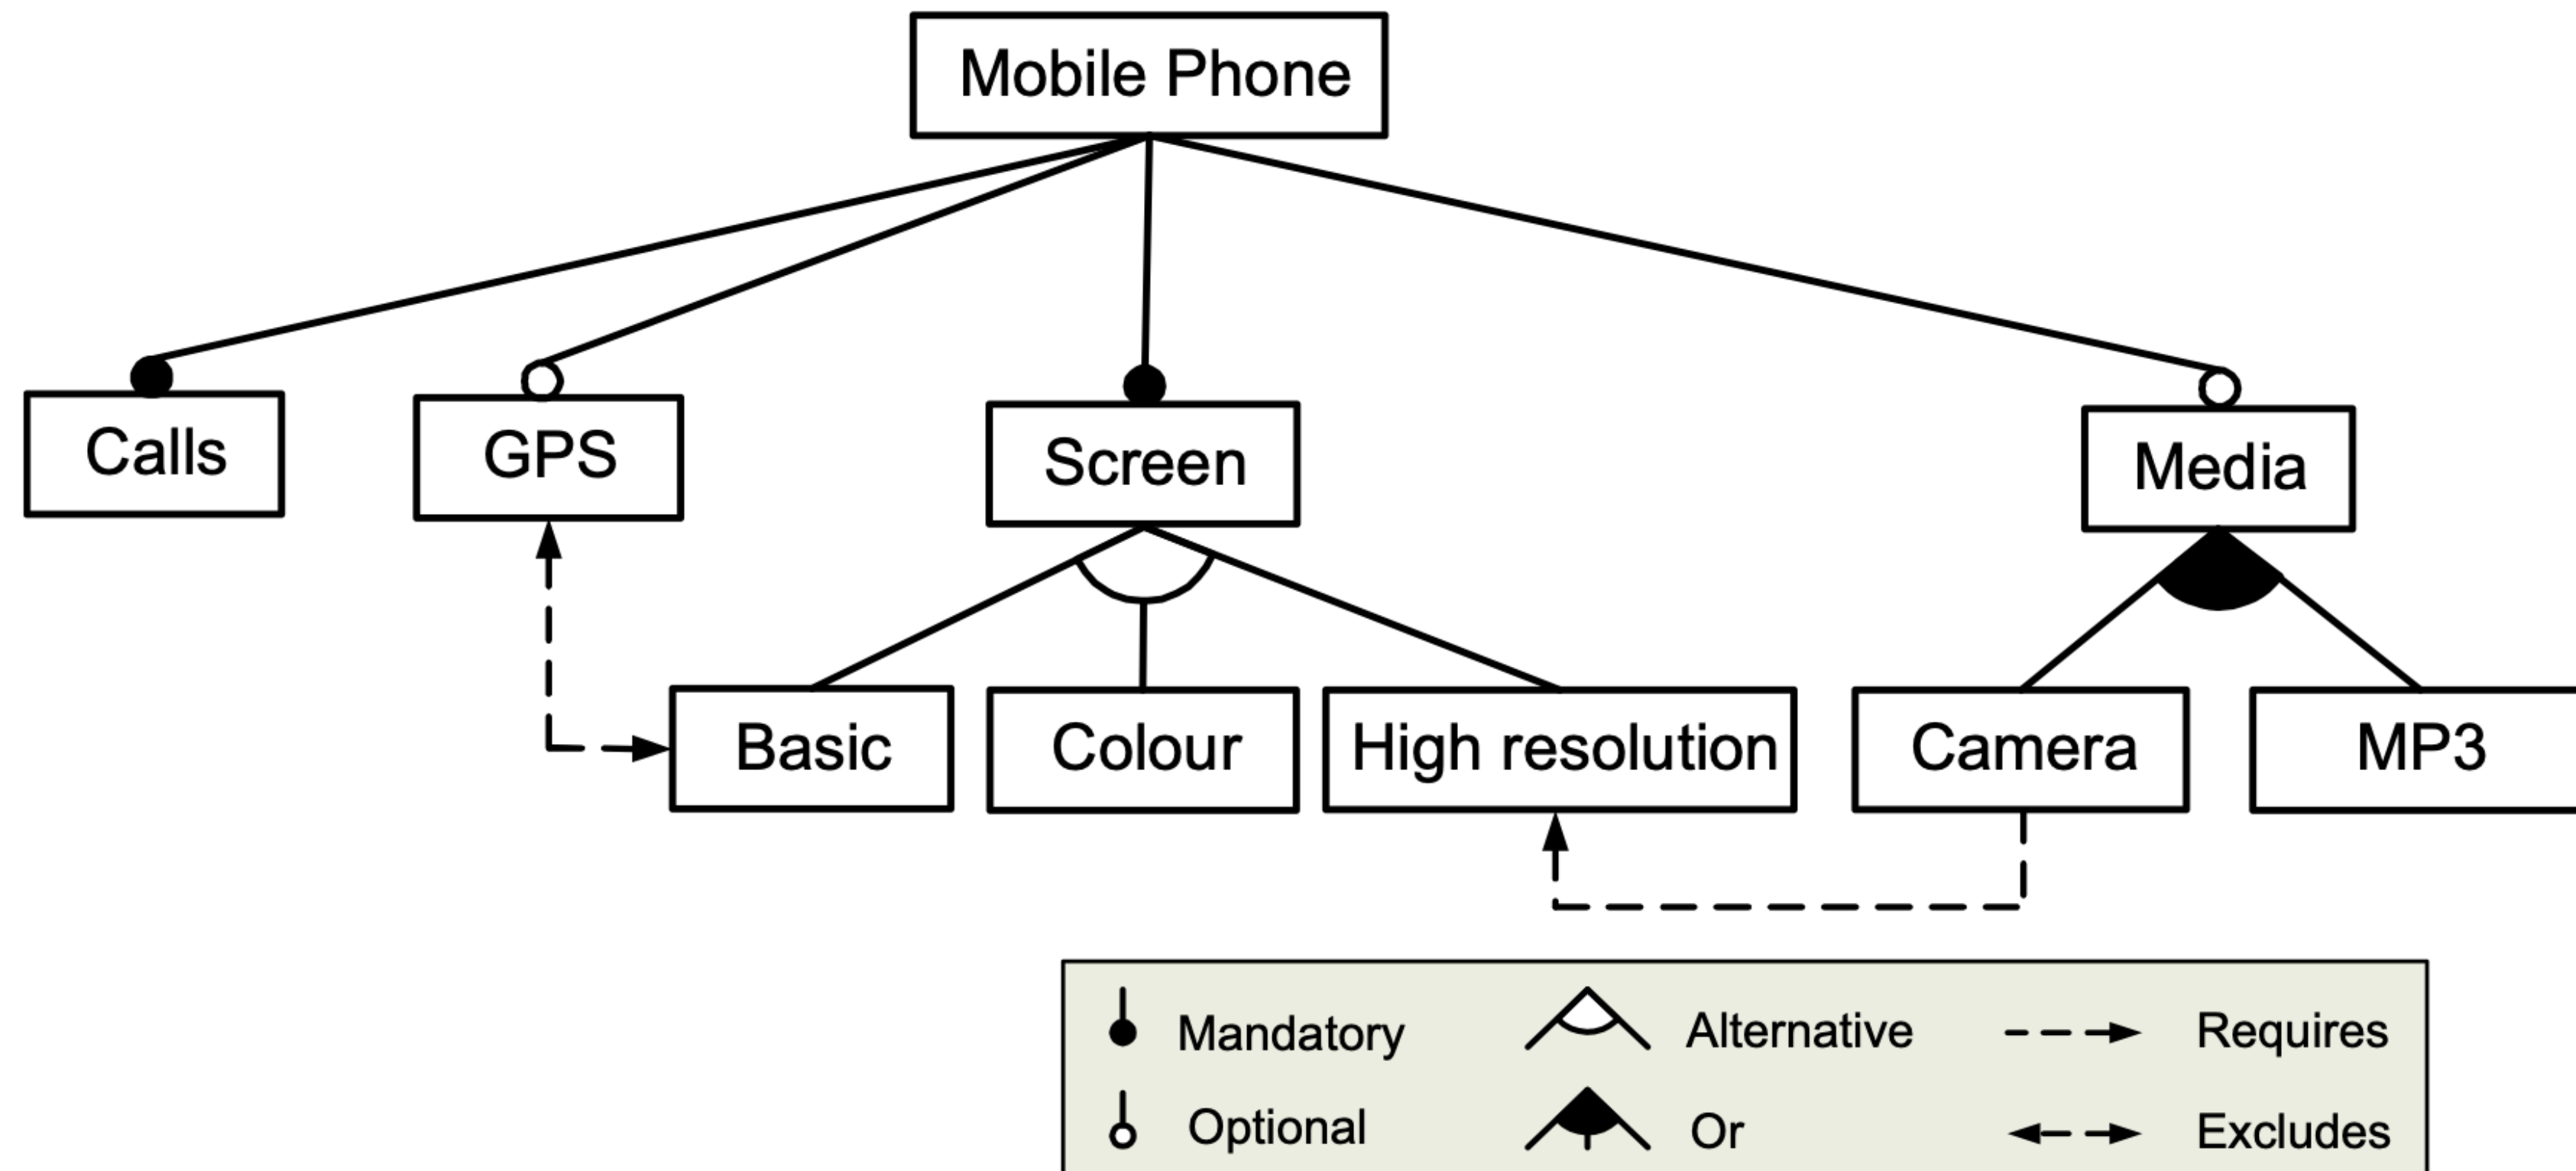 Mobile Phone
Calls
GPS
Screen
Media
Basic
Colour
High resolution
Camera
MP3
Mandatory
Alternative
Requires
Optional
Or
Excludes